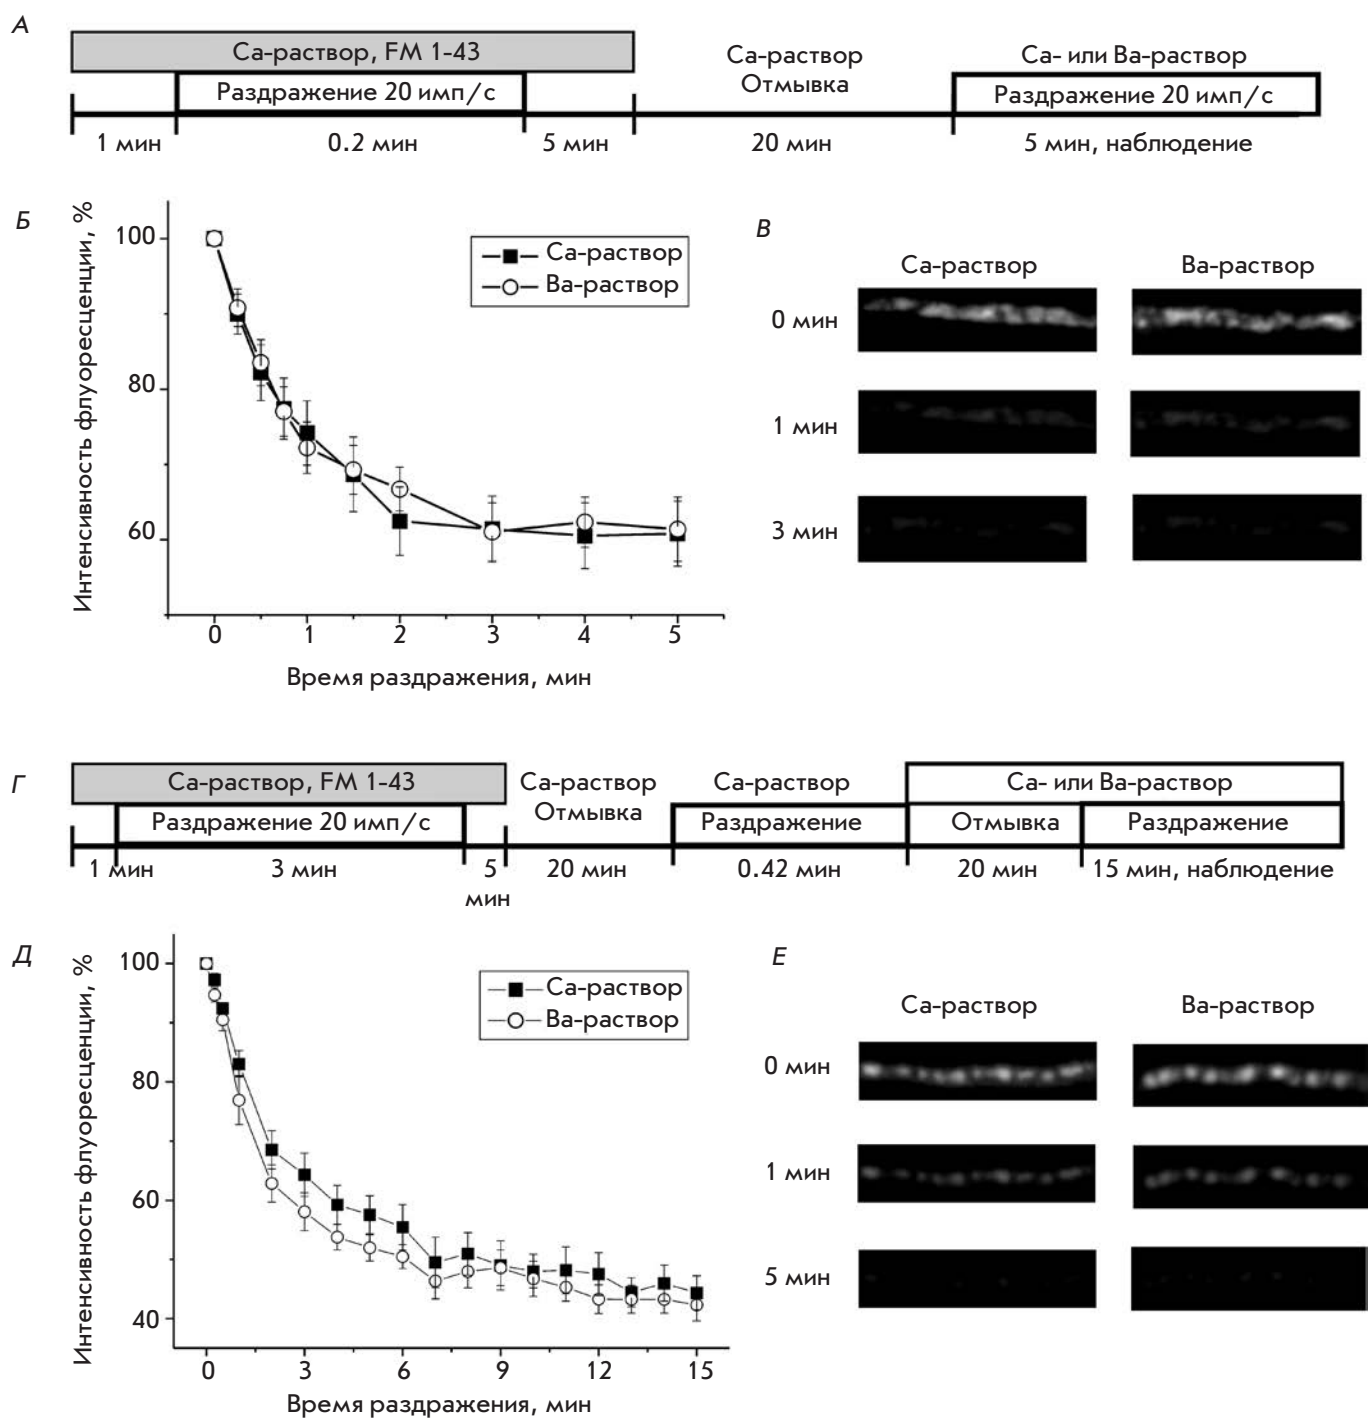 А
Са-раствор, FM 1-43
Раздражение 20 имп/с
Са-раствор
Отмывка
Са- или Ва-раствор
Раздражение 20 имп/с
1 мин
0.2 мин
5 мин
20 мин
5 мин, наблюдение
Б
Интенсивность флуоресценции, %
100
80
60
Са-раствор
Ва-раствор
0
1
2
3
4
5
Время раздражения, мин
В
Са-раствор
Ва-раствор
0 мин
1 мин
3 мин
Г
Са-раствор, FM 1-43
Раздражение 20 имп/с
Са-раствор
Отмывка
Са-раствор
Раздражение
Са- или Ва-раствор
Отмывка
Раздражение
1 мин
3 мин
5
мин
20 мин
0.42 мин
20 мин
15 мин, наблюдение
Д
Интенсивность флуоресценции, %
100
80
60
40
Са-раствор
Ва-раствор
0
3
6
9
12
15
Время раздражения, мин
Е
Са-раствор
Ва-раствор
0 мин
1 мин
5 мин